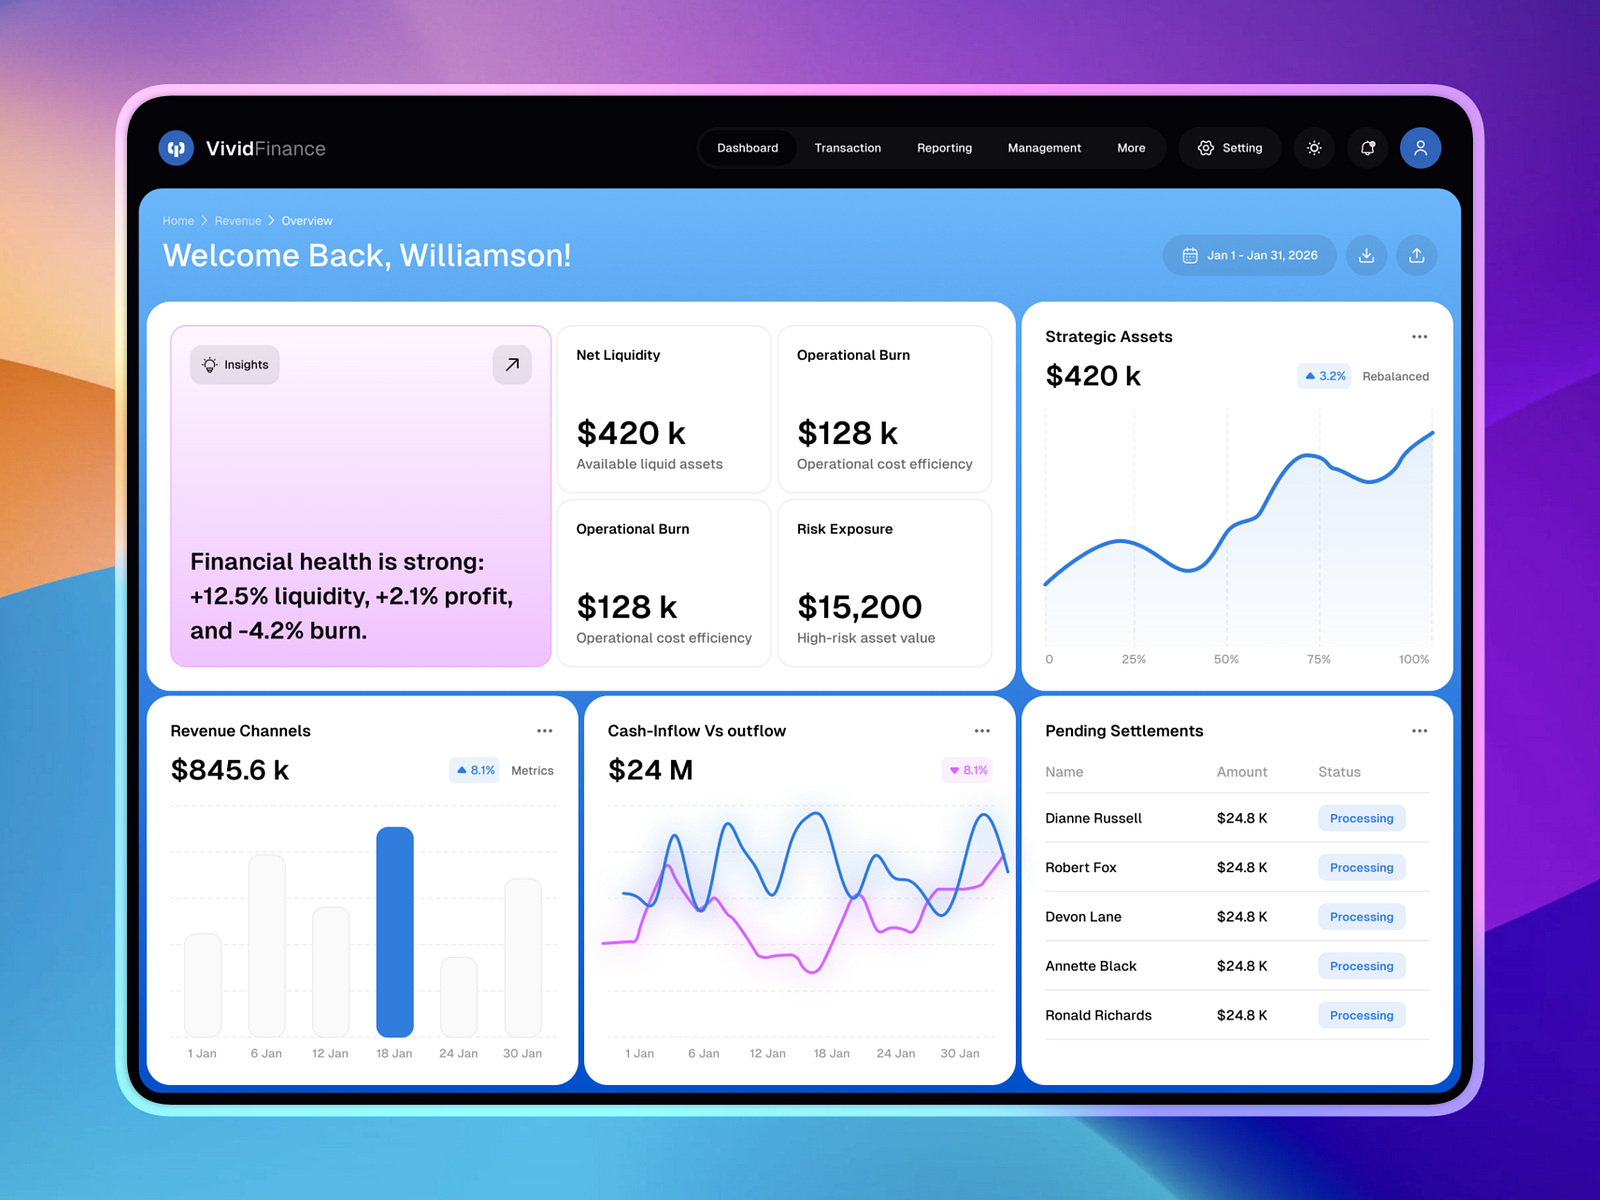 VividFinance
Dashboard
Transaction
Reporting
Management
More
Setting
Home
Revenue
Overview
Welcome Back, Williamson!
Jan 1 - Jan 31, 2026
Insights
Financial health is strong:
+12.5% liquidity, +2.1% profit,
and -4.2% burn.
Net Liquidity
$420 k
Available liquid assets
Operational Burn
$128 k
Operational cost efficiency
Operational Burn
$128 k
Operational cost efficiency
Risk Exposure
$15,200
High-risk asset value
Strategic Assets
$420 k
3.2%
Rebalanced
0
25%
50%
75%
100%
Revenue Channels
$845.6 k
8.1%
Metrics
1 Jan
6 Jan
12 Jan
18 Jan
24 Jan
30 Jan
Cash-Inflow Vs outflow
$24 M
8.1%
1 Jan
6 Jan
12 Jan
18 Jan
24 Jan
30 Jan
Pending Settlements
Name Amount Status
Dianne Russell $24.8 K Processing
Robert Fox $24.8 K Processing
Devon Lane $24.8 K Processing
Annette Black $24.8 K Processing
Ronald Richards $24.8 K Processing